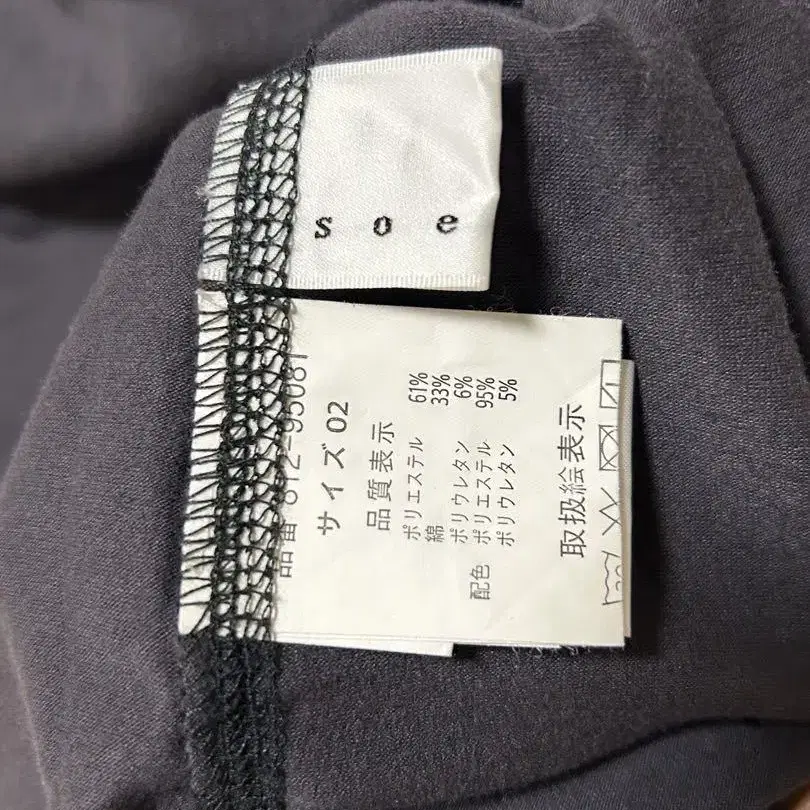 soe
品番 812-95081
サイズ 02
品質表示
ポリエステル 61%
綿 33%
ポリウレタン 6%
配色 ポリエステル 95%
ポリウレタン 5%
取扱絵表示